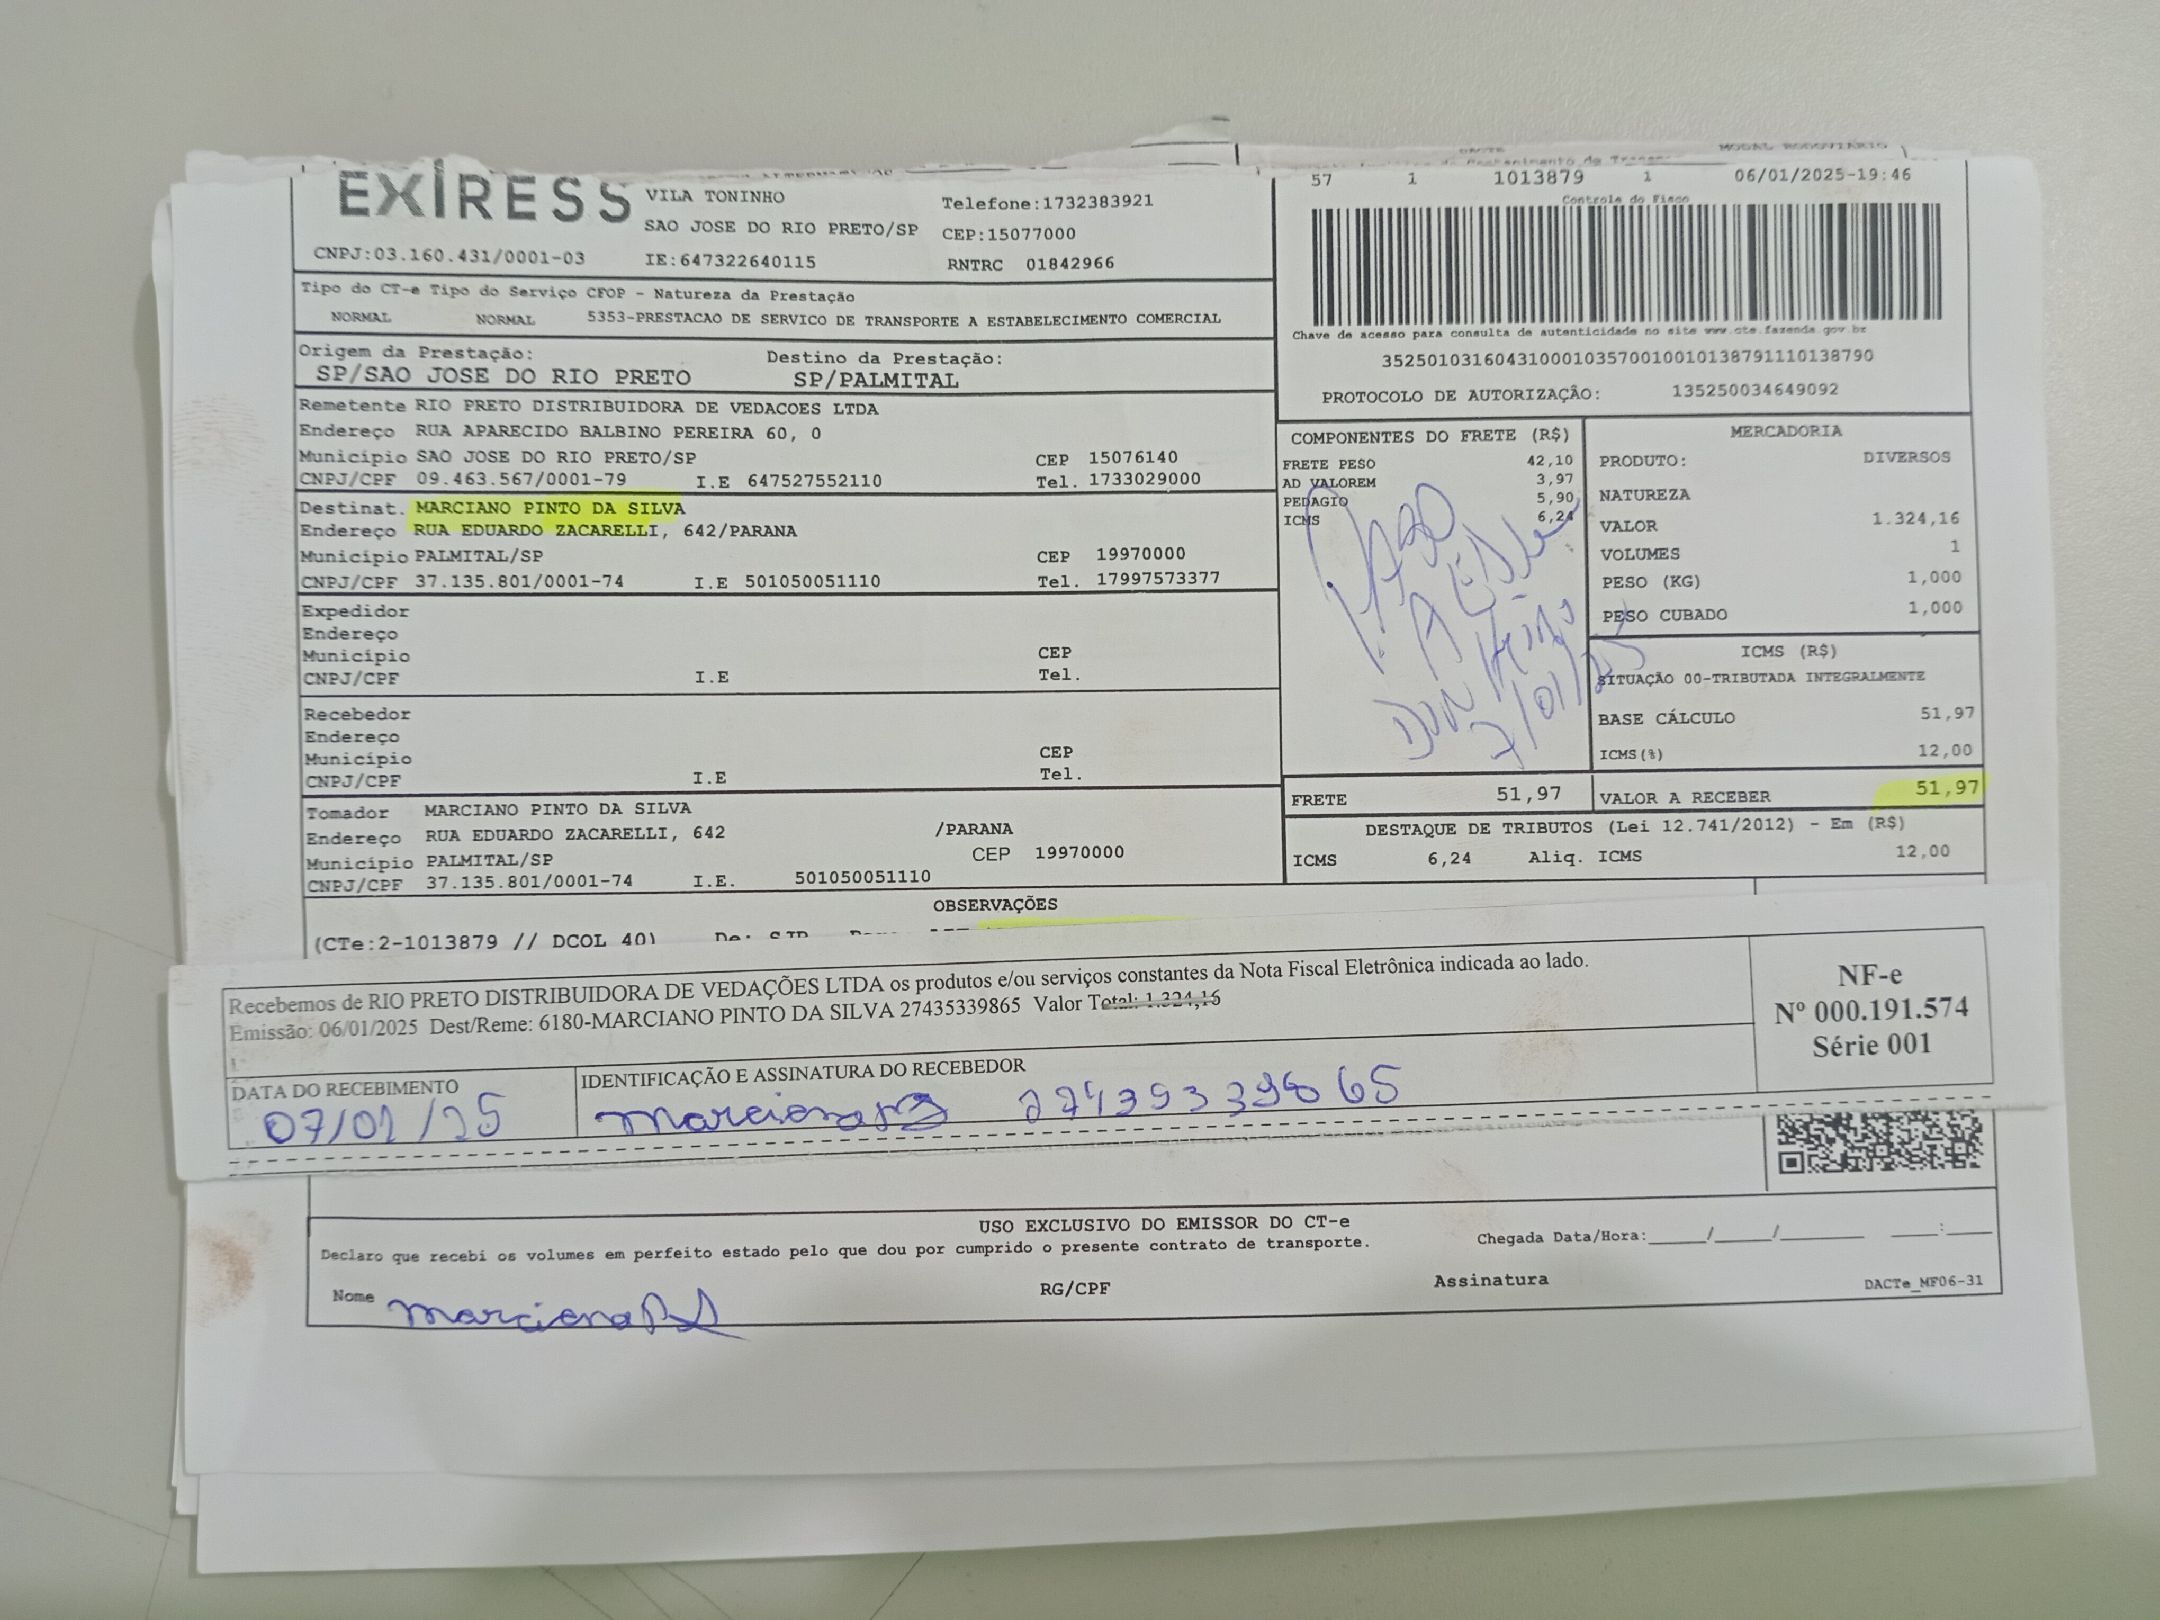 EXPRESS
VILA TONINHO
SAO JOSE DO RIO PRETO/SP
Telefone:1732383921
CEP:15077000
CNPJ:03.160.431/0001-03 IE:647322640115 RNTRC 01842966
MODAL RODOVIÁRIO
57 1 1013879 1 06/01/2025-19:46
Controle do Fisco
Chave de acesso para consulta de autenticidade no site www.cte.fazenda.gov.br
35250103160431000103570010010138791110138790
PROTOCOLO DE AUTORIZAÇÃO: 135250034649092
Tipo do CT-e Tipo do Serviço CFOP - Natureza da Prestação
NORMAL NORMAL 5353-PRESTACAO DE SERVICO DE TRANSPORTE A ESTABELECIMENTO COMERCIAL
Origem da Prestação: Destino da Prestação:
SP/SAO JOSE DO RIO PRETO SP/PALMITAL
Remetente RIO PRETO DISTRIBUIDORA DE VEDACOES LTDA
Endereço RUA APARECIDO BALBINO PEREIRA 60, 0
Município SAO JOSE DO RIO PRETO/SP CEP 15076140
CNPJ/CPF 09.463.567/0001-79 I.E 647527552110 Tel. 1733029000
Destinat. MARCIANO PINTO DA SILVA
Endereço RUA EDUARDO ZACARELLI, 642/PARANA
Município PALMITAL/SP CEP 19970000
CNPJ/CPF 37.135.801/0001-74 I.E 501050051110 Tel. 17997573377
Expedidor
Endereço
Município CEP
CNPJ/CPF I.E Tel.
Recebedor
Endereço
Município CEP
CNPJ/CPF I.E Tel.
Tomador MARCIANO PINTO DA SILVA
Endereço RUA EDUARDO ZACARELLI, 642 /PARANA
Município PALMITAL/SP CEP 19970000
CNPJ/CPF 37.135.801/0001-74 I.E. 501050051110
COMPONENTES DO FRETE (R$)
FRETE PESO 42,10
AD VALOREM 3,97
PEDAGIO 5,90
ICMS 6,24
MERCADORIA
PRODUTO: DIVERSOS
NATUREZA
VALOR 1.324,16
VOLUMES 1
PESO (KG) 1,000
PESO CUBADO 1,000
ICMS (R$)
SITUAÇÃO 00-TRIBUTADA INTEGRALMENTE
BASE CÁLCULO 51,97
ICMS(%) 12,00
FRETE 51,97 VALOR A RECEBER 51,97
DESTAQUE DE TRIBUTOS (Lei 12.741/2012) - Em (R$)
ICMS 6,24 Aliq. ICMS 12,00
OBSERVAÇÕES
(CTe:2-1013879 // DCOL 40)
Recebemos de RIO PRETO DISTRIBUIDORA DE VEDAÇÕES LTDA os produtos e/ou serviços constantes da Nota Fiscal Eletrônica indicada ao lado.
Emissão: 06/01/2025 Dest/Reme: 6180-MARCIANO PINTO DA SILVA 27435339865 Valor Total: 1.324,16
NF-e
Nº 000.191.574
Série 001
DATA DO RECEBIMENTO
07/01/25
IDENTIFICAÇÃO E ASSINATURA DO RECEBEDOR
USO EXCLUSIVO DO EMISSOR DO CT-e
Declaro que recebi os volumes em perfeito estado pelo que dou por cumprido o presente contrato de transporte.
Chegada Data/Hora:____/____/______ ___:___
Nome RG/CPF Assinatura DACTe_MF06-31